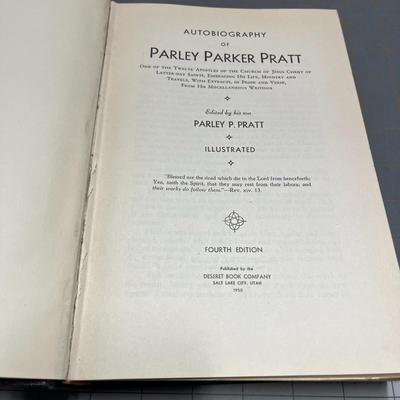 AUTOBIOGRAPHY
OF
PARLEY PARKER PRATT
ONE OF THE TWELVE APOSTLES OF THE CHURCH OF JESUS CHRIST OF
LATTER-DAY SAINTS, EMBRACING HIS LIFE, MINISTRY AND
TRAVELS, WITH EXTRACTS, IN PROSE AND VERSE,
FROM HIS MISCELLANEOUS WRITINGS
Edited by his son
PARLEY P. PRATT
ILLUSTRATED
"Blessed are the dead which die in the Lord from henceforth;
Yea, saith the Spirit, that they may rest from their labors; and
their works do follow them."—Rev. xiv. 13.
FOURTH EDITION
Published by the
DESERET BOOK COMPANY
SALT LAKE CITY, UTAH
1950